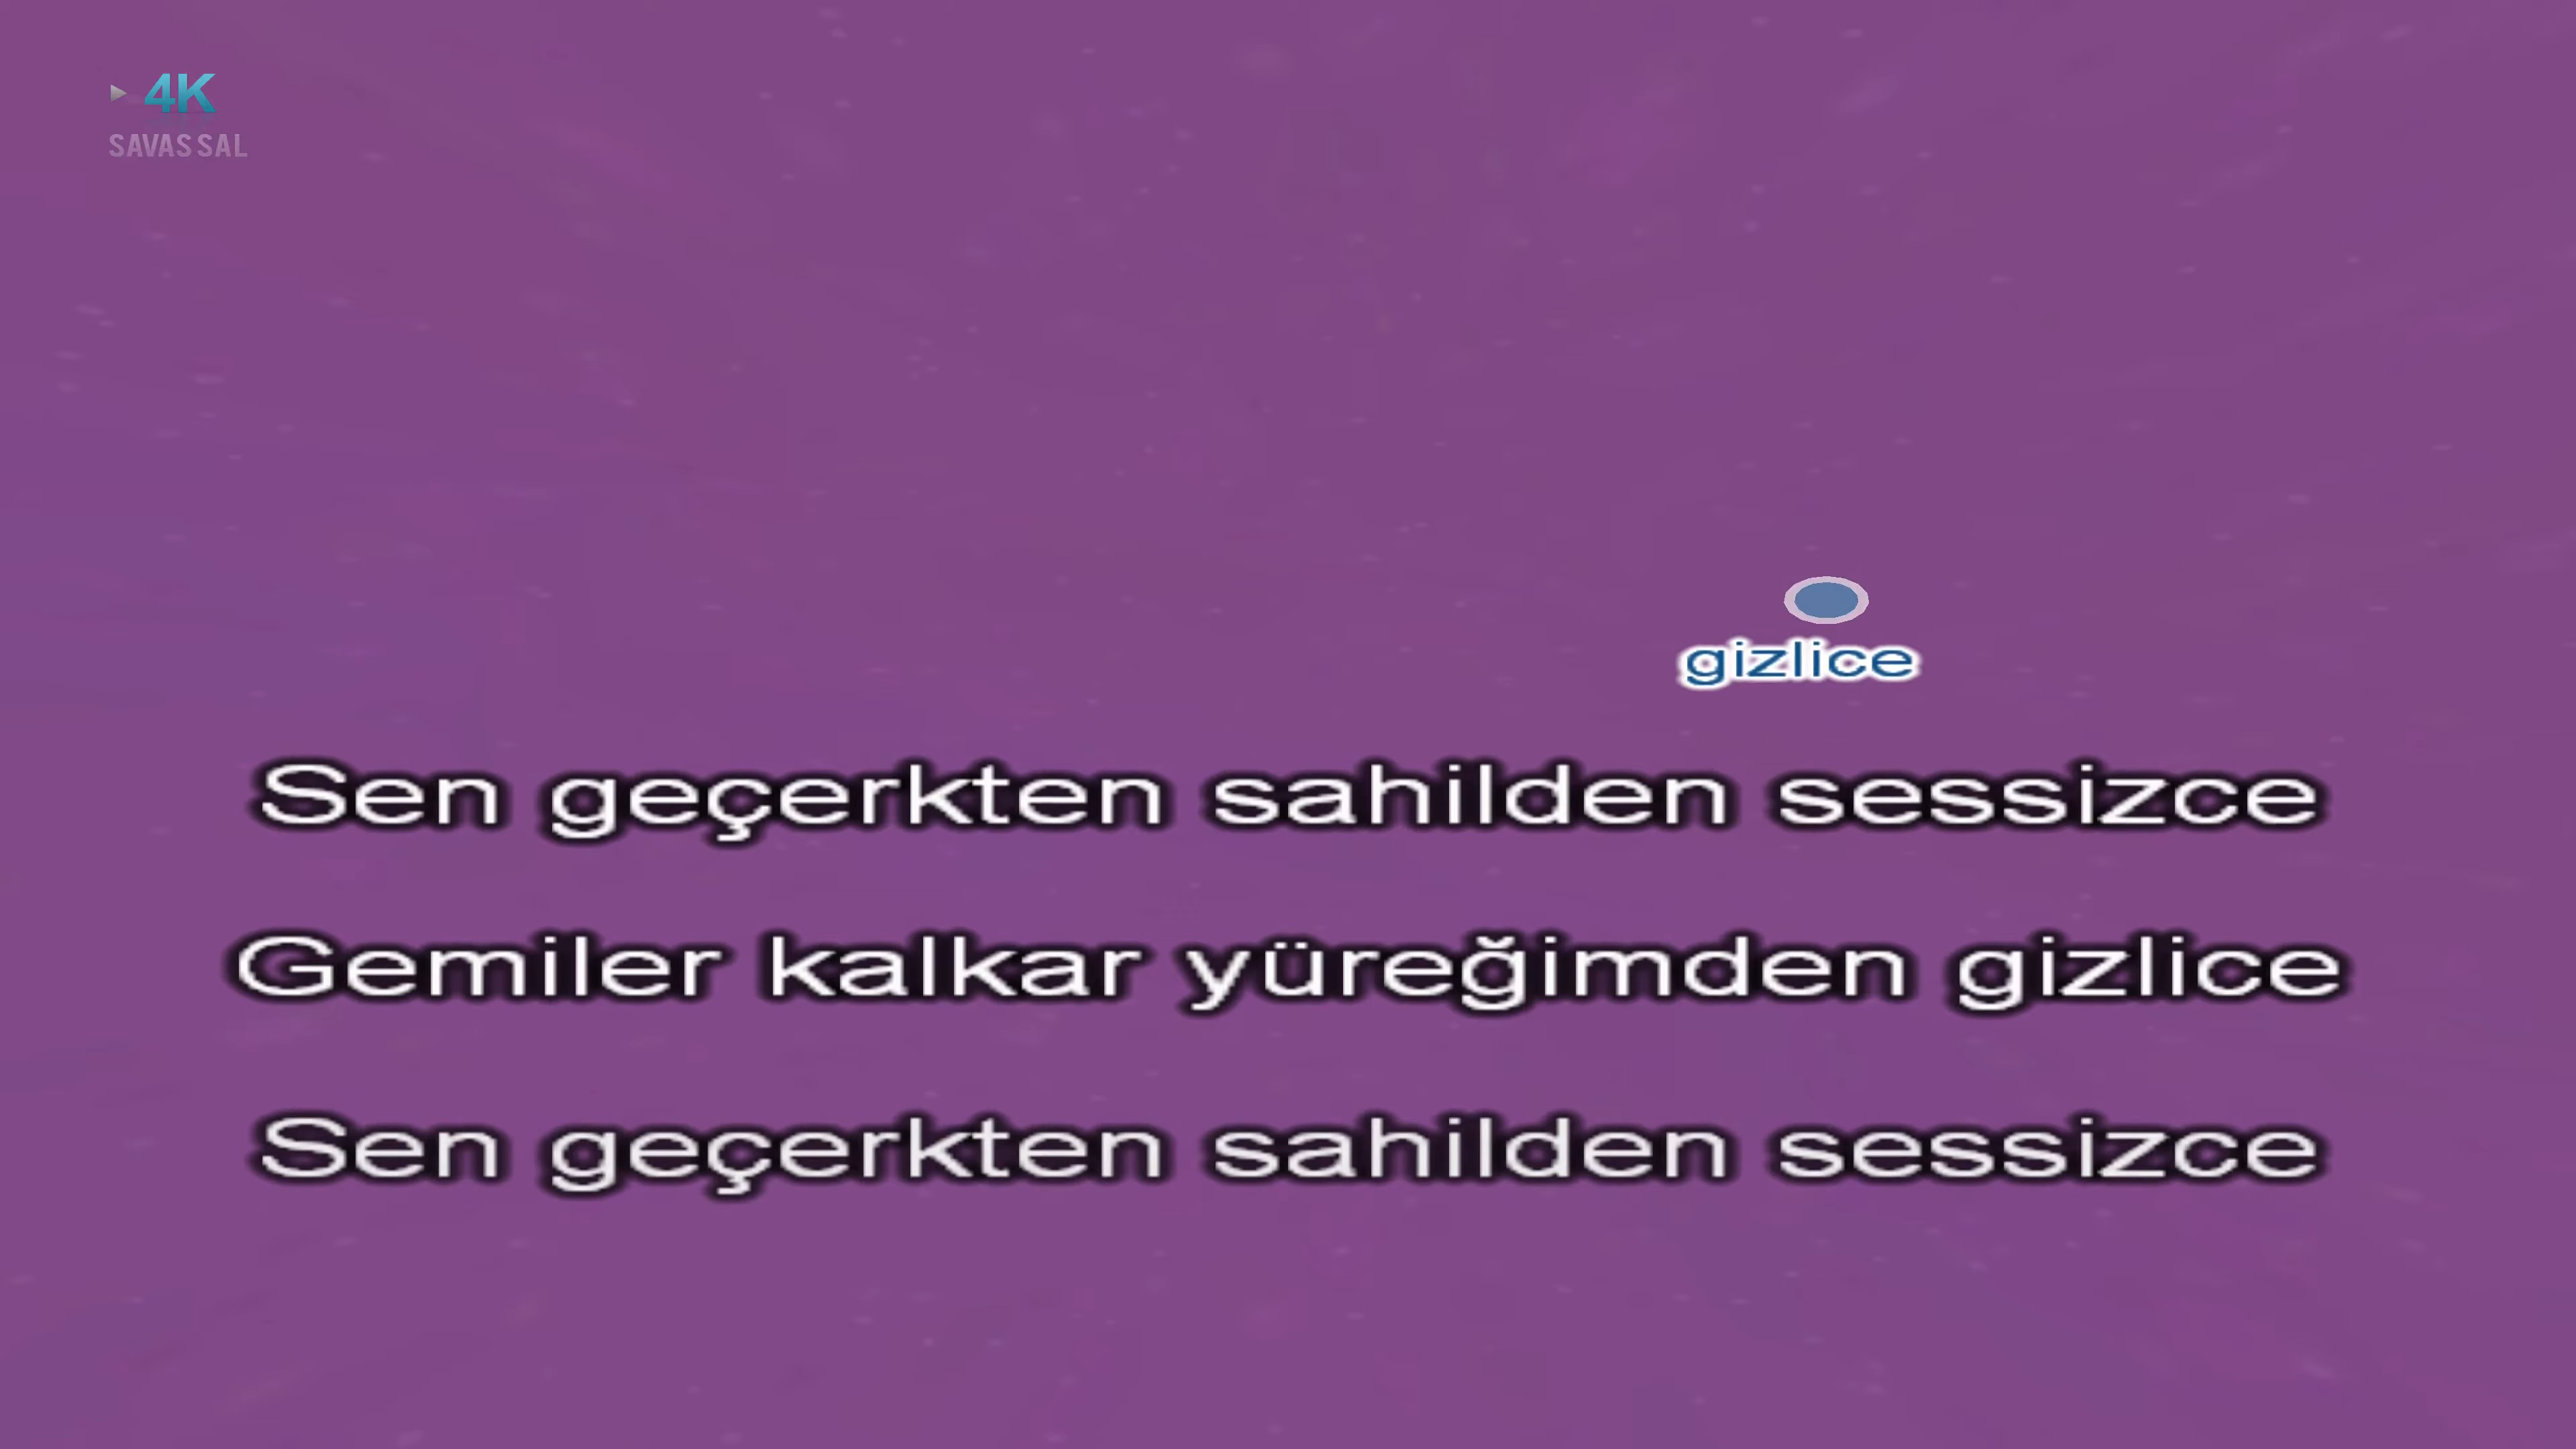 4K
SAVAS SAL
gizlice
Sen geçerkten sahilden sessizce
Gemiler kalkar yüreğimden gizlice
Sen geçerkten sahilden sessizce